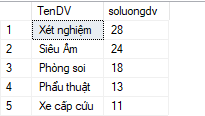 TenDV soluongdv
1 Xét nghiệm 28
2 Siêu Âm 24
3 Phòng soi 18
4 Phẩu thuật 13
5 Xe cấp cứu 11